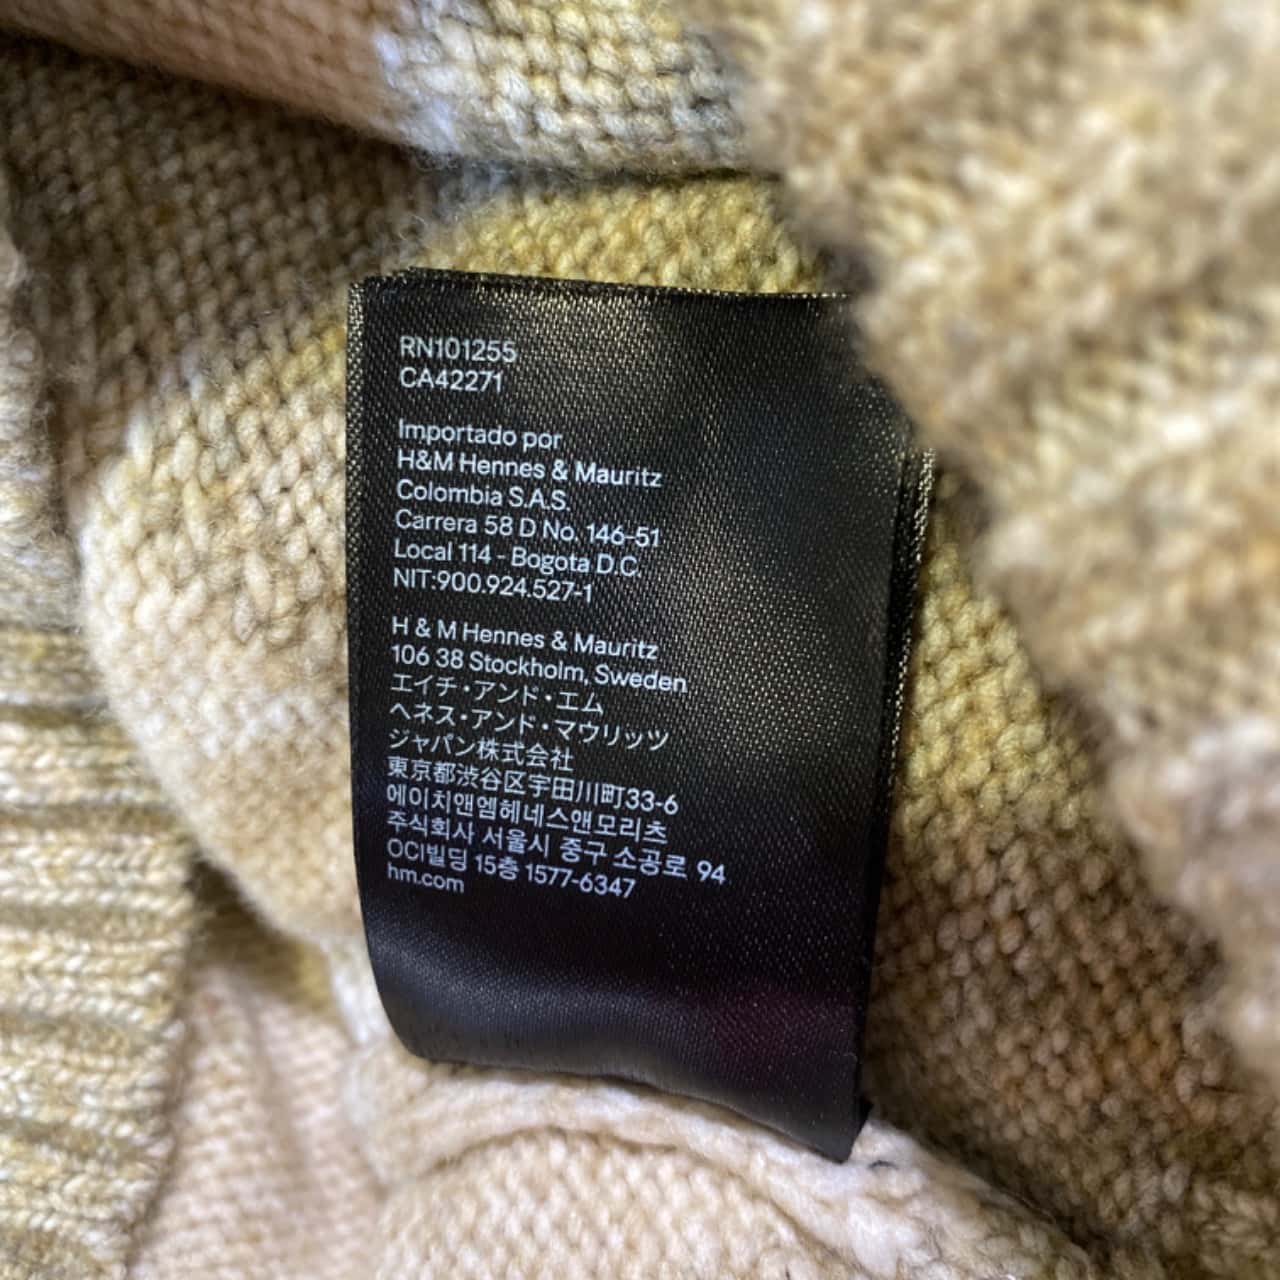 RN101255
CA42271
Importado por.
H&M Hennes & Mauritz
Colombia S.A.S.
Carrera 58 D No. 146-51
Local 114 - Bogota D.C.
NIT:900.924.527-1
H & M Hennes & Mauritz
106 38 Stockholm, Sweden
エイチ・アンド・エム
ヘネス・アンド・マウリッツ
ジャパン株式会社
東京都渋谷区宇田川町33-6
에이치앤엠헤네스앤모리츠
주식회사 서울시 중구 소공로 94
OCI빌딩 15층 1577-6347
hm.com